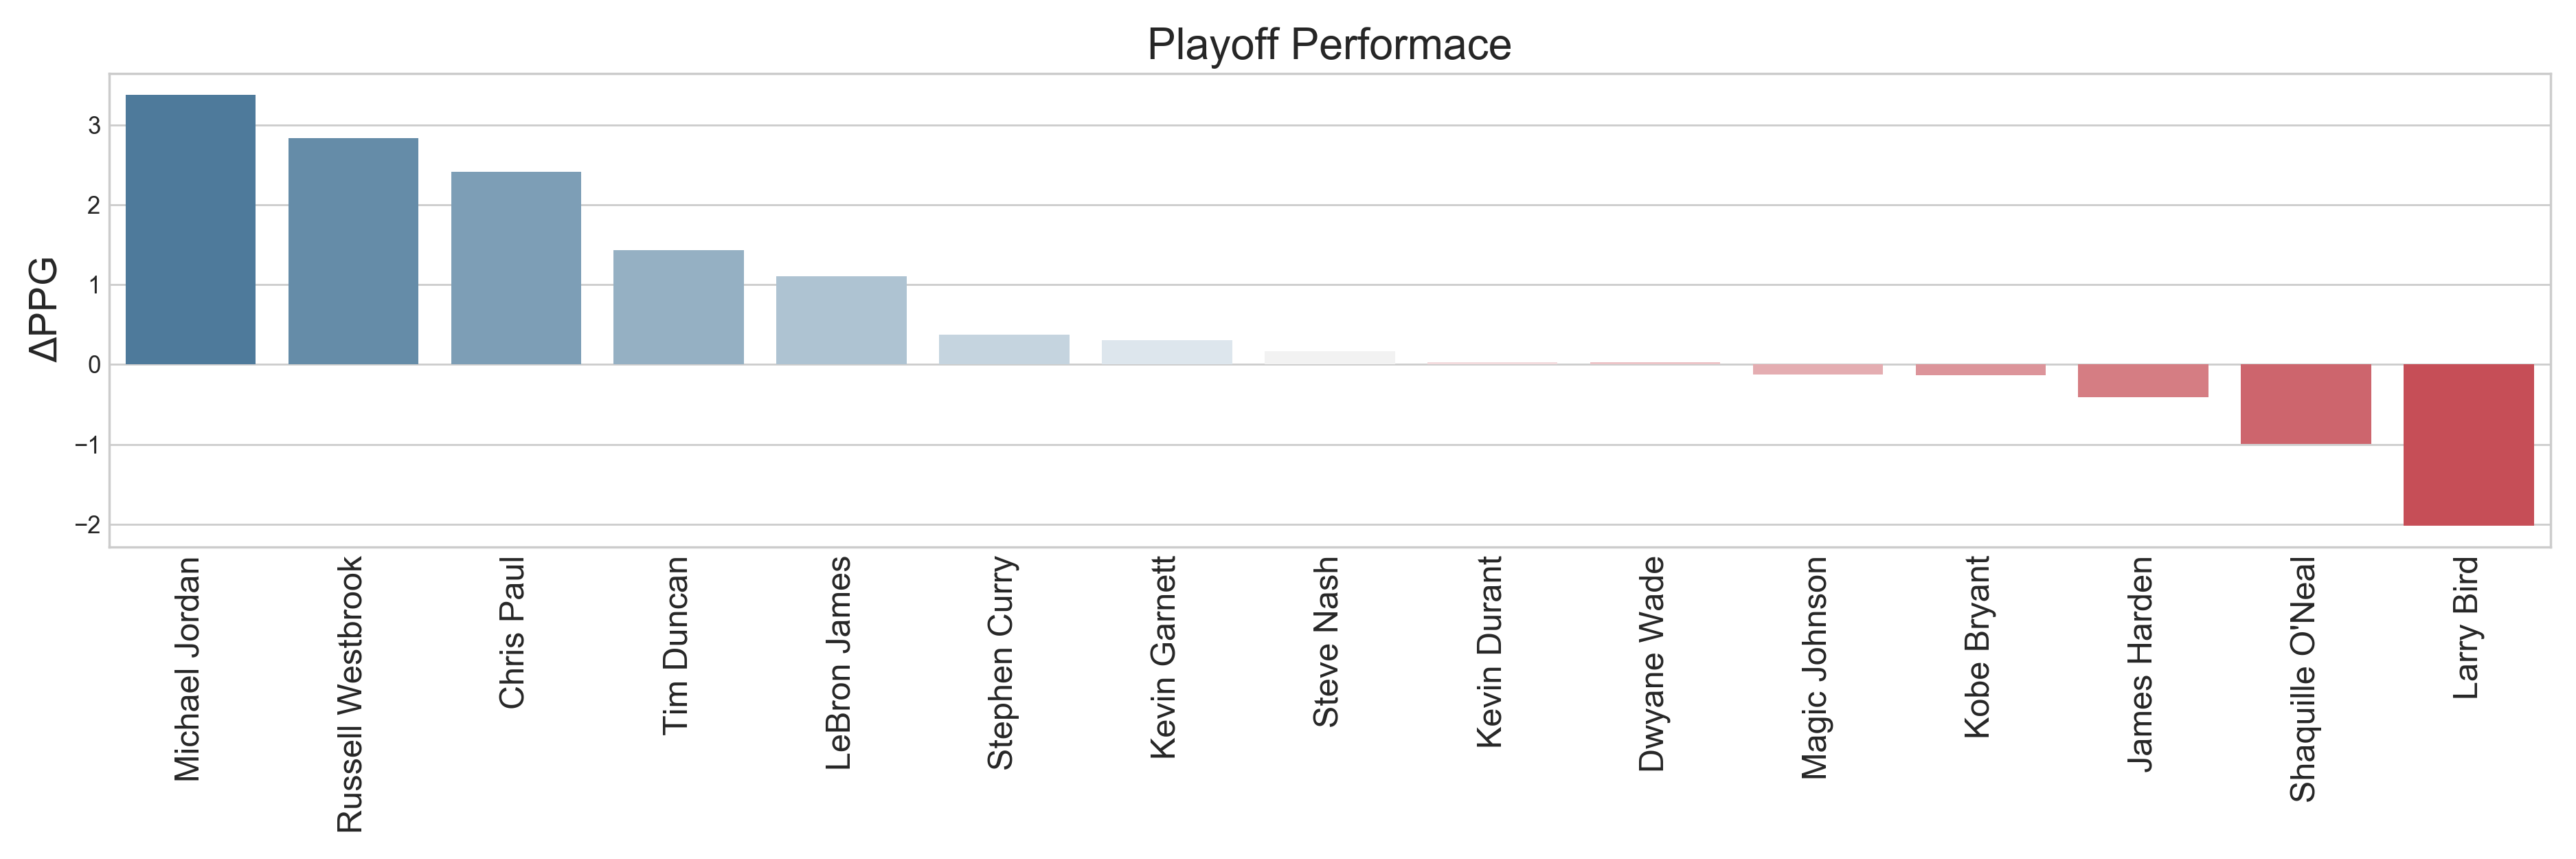 Playoff Performace
ΔPPG
3
2
1
0
−1
−2
Michael Jordan
Russell Westbrook
Chris Paul
Tim Duncan
LeBron James
Stephen Curry
Kevin Garnett
Steve Nash
Kevin Durant
Dwyane Wade
Magic Johnson
Kobe Bryant
James Harden
Shaquille O'Neal
Larry Bird